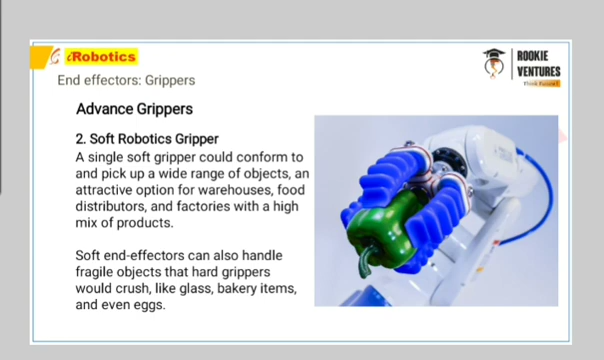 eRobotics
ROOKIE
VENTURES
Think Future!
End effectors: Grippers
Advance Grippers
2. Soft Robotics Gripper
A single soft gripper could conform to
and pick up a wide range of objects, an
attractive option for warehouses, food
distributors, and factories with a high
mix of products.
Soft end-effectors can also handle
fragile objects that hard grippers
would crush, like glass, bakery items,
and even eggs.